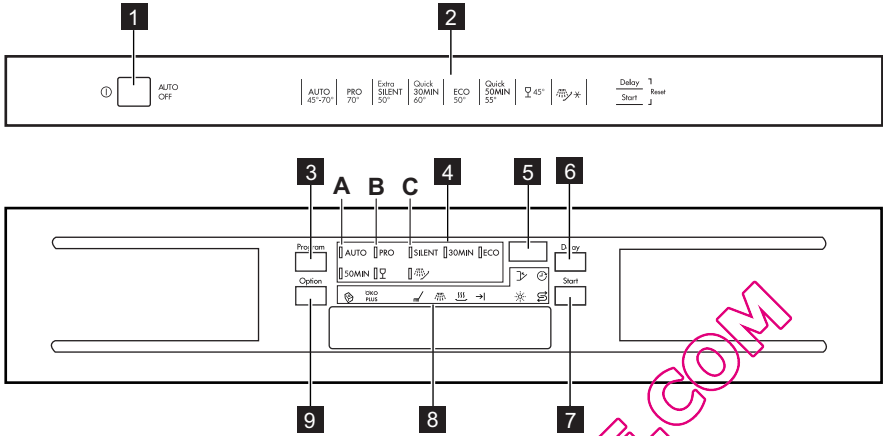 1
2
AUTO OFF
AUTO 45°-70°
PRO 70°
Extra SILENT 50°
Quick 30MIN 60°
ECO 50°
Quick 50MIN 55°
45°
Delay
Start
Reset
3
A
B
C
4
5
6
Program
AUTO PRO SILENT 30MIN ECO
Delay
50MIN
Option
Start
ÖKO PLUS
9
8
7
E.COM